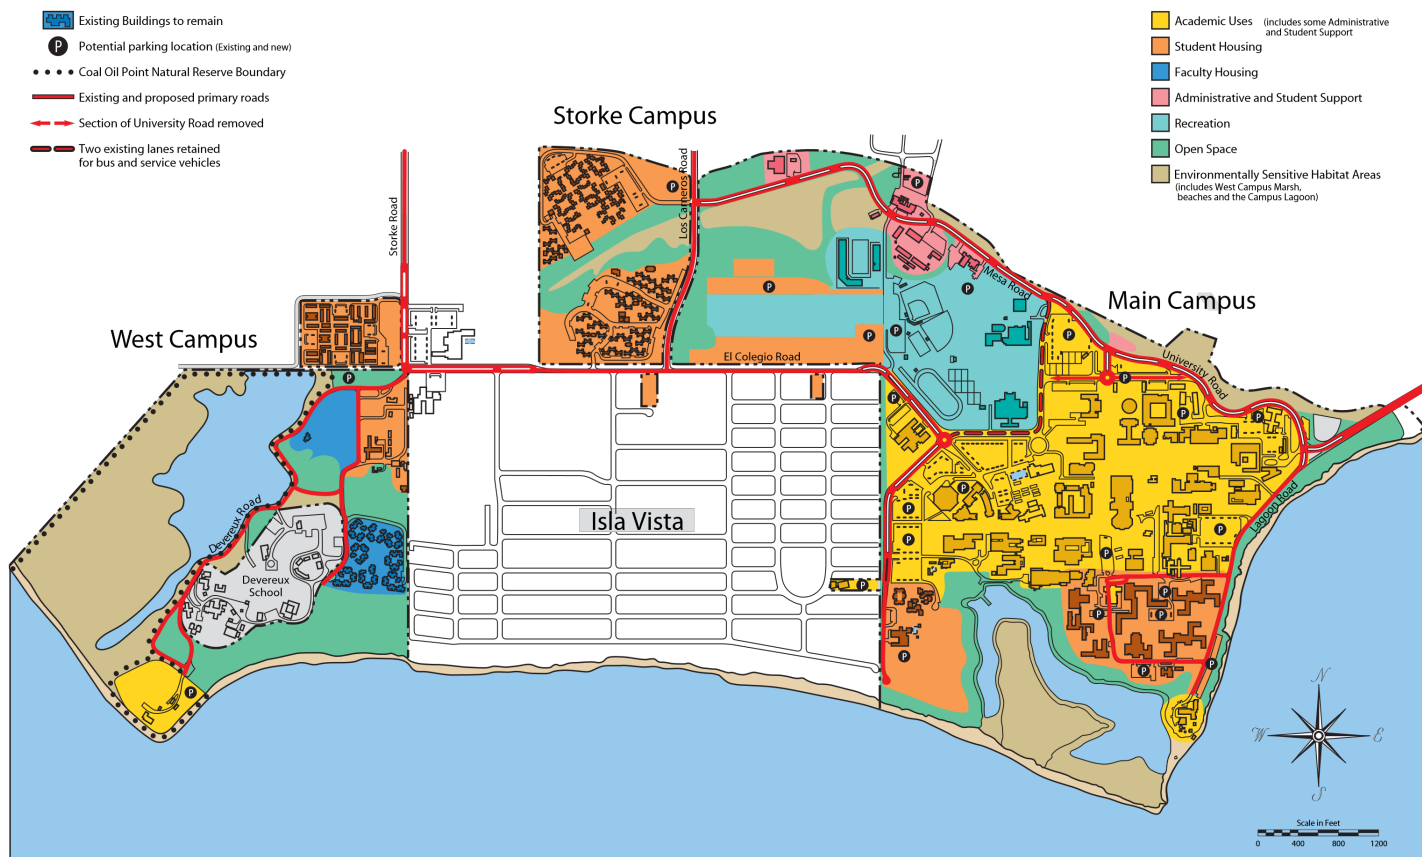 Existing Buildings to remain
P
Potential parking location (Existing and new)
Coal Oil Point Natural Reserve Boundary
Existing and proposed primary roads
Section of University Road removed
Two existing lanes retained
for bus and service vehicles
Academic Uses (includes some Administrative
and Student Support
Student Housing
Faculty Housing
Administrative and Student Support
Recreation
Open Space
Environmentally Sensitive Habitat Areas
(includes West Campus Marsh,
beaches and the Campus Lagoon)
Storke Campus
Storke Road
Los Carneros Road
P
P
Mesa Road
P
P
Main Campus
West Campus
P
P
P
El Colegio Road
University Road
P
P
P
P
P
P
P
Devereux Road
Isla Vista
Lagoon Road
P
P
P
P
Devereux
School
P
P
P
P
P
P
P
P
N
W
E
S
Scale in Feet
0 400 800 1200